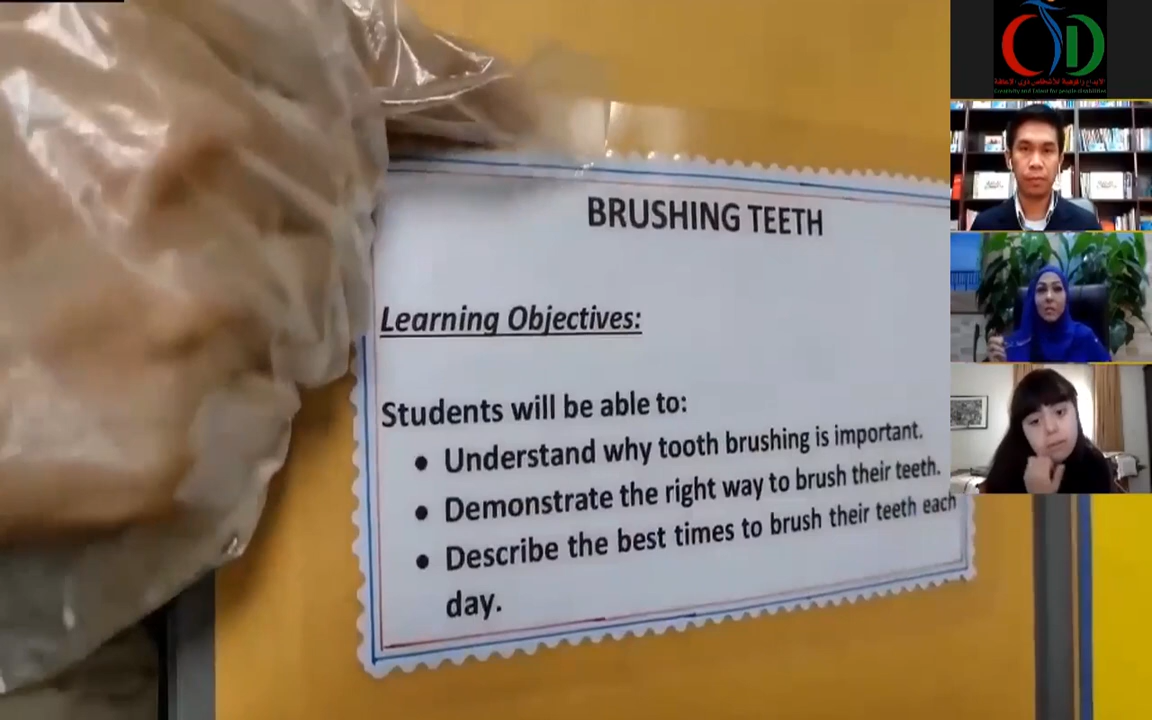 BRUSHING TEETH
Learning Objectives:
Students will be able to:
Understand why tooth brushing is important.
Demonstrate the right way to brush their teeth.
Describe the best times to brush their teeth each
day.